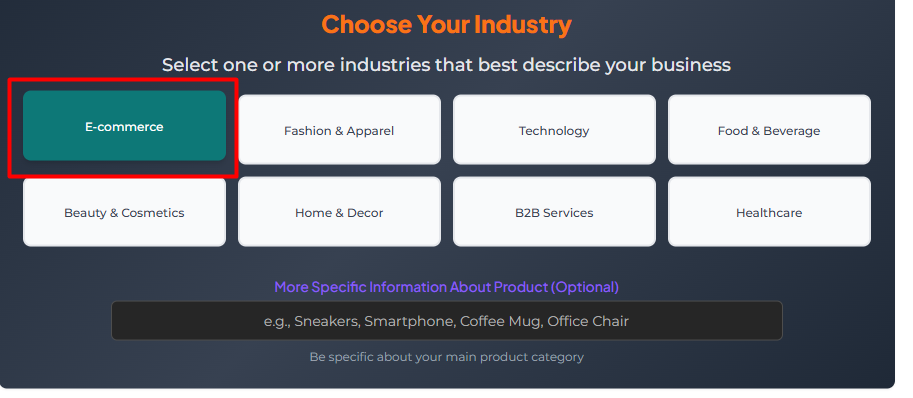 Choose Your Industry
Select one or more industries that best describe your business
E-commerce
Fashion & Apparel
Technology
Food & Beverage
Beauty & Cosmetics
Home & Decor
B2B Services
Healthcare
More Specific Information About Product (Optional)
e.g., Sneakers, Smartphone, Coffee Mug, Office Chair
Be specific about your main product category